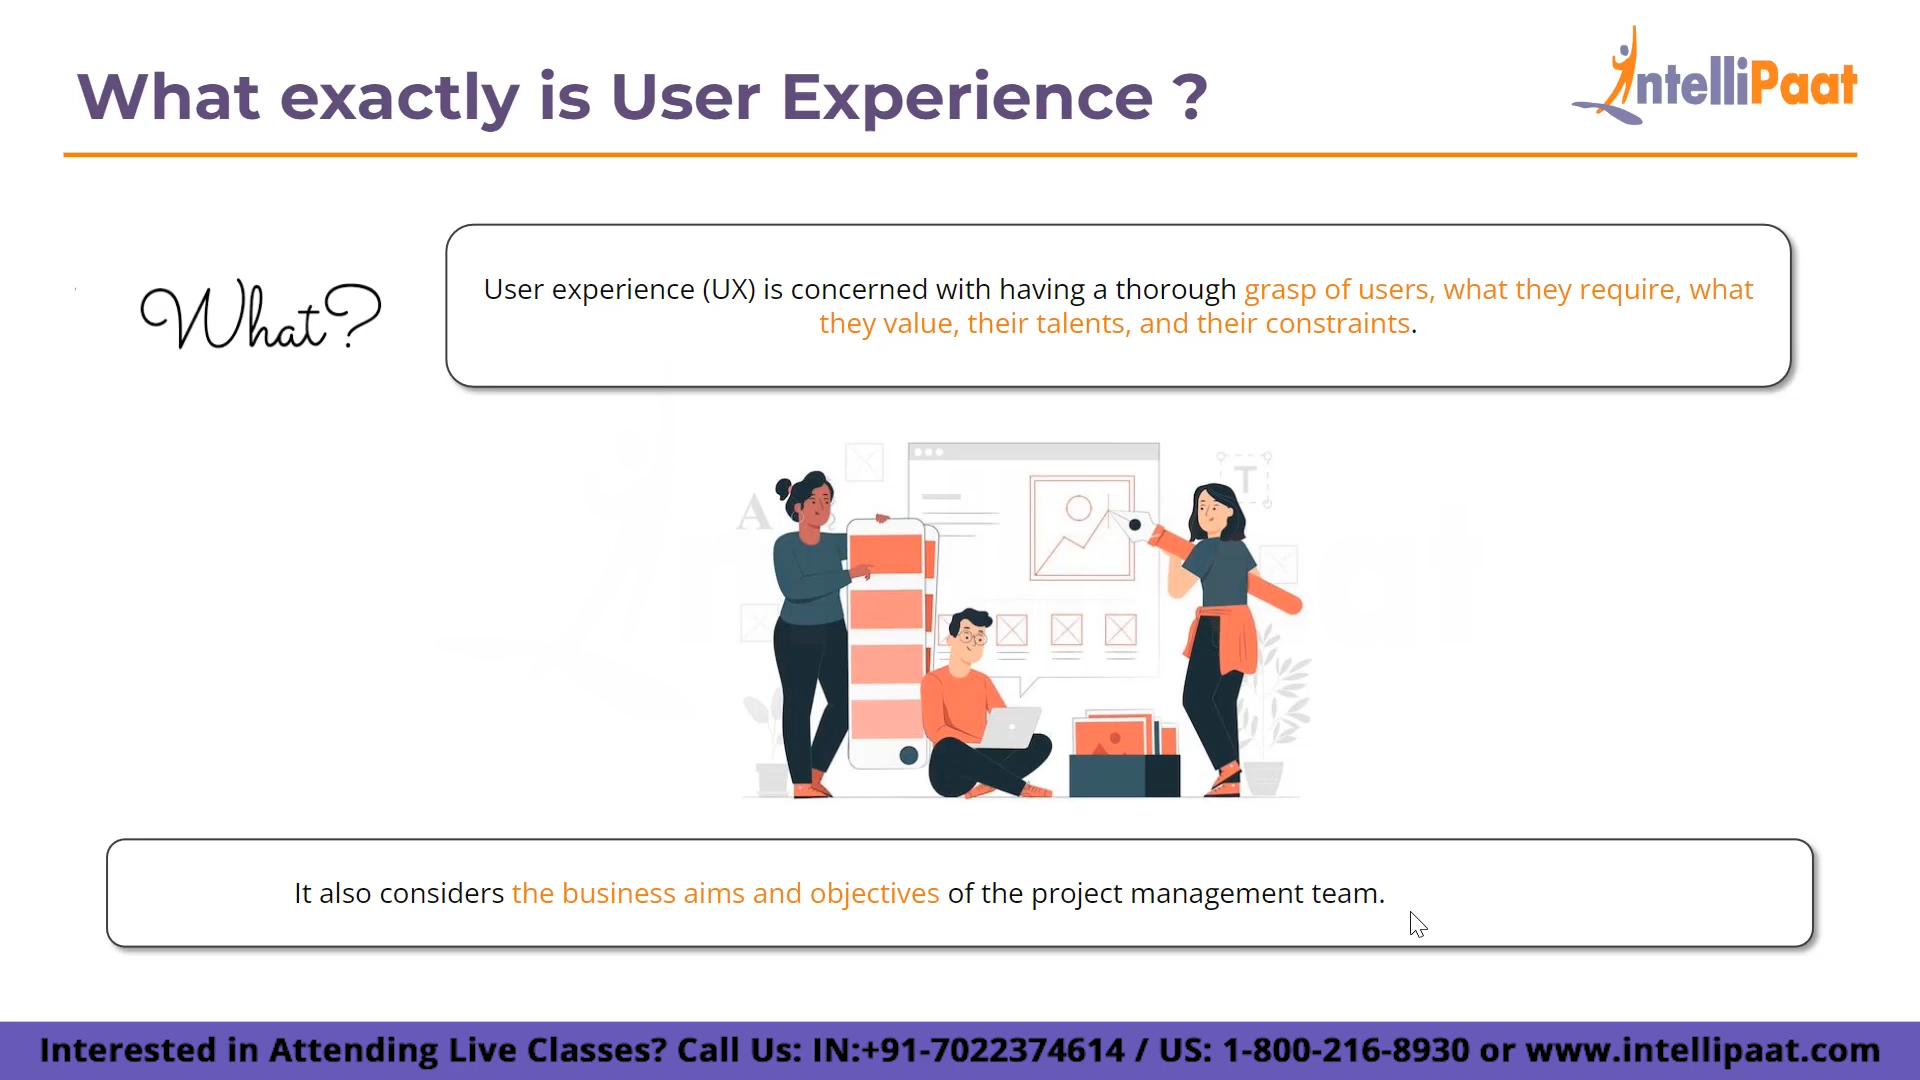 What exactly is User Experience ?
IntelliPaat
What?
User experience (UX) is concerned with having a thorough grasp of users, what they require, what
they value, their talents, and their constraints.
A
T
It also considers the business aims and objectives of the project management team.
Interested in Attending Live Classes? Call Us: IN:+91-7022374614 / US: 1-800-216-8930 or www.intellipaat.com